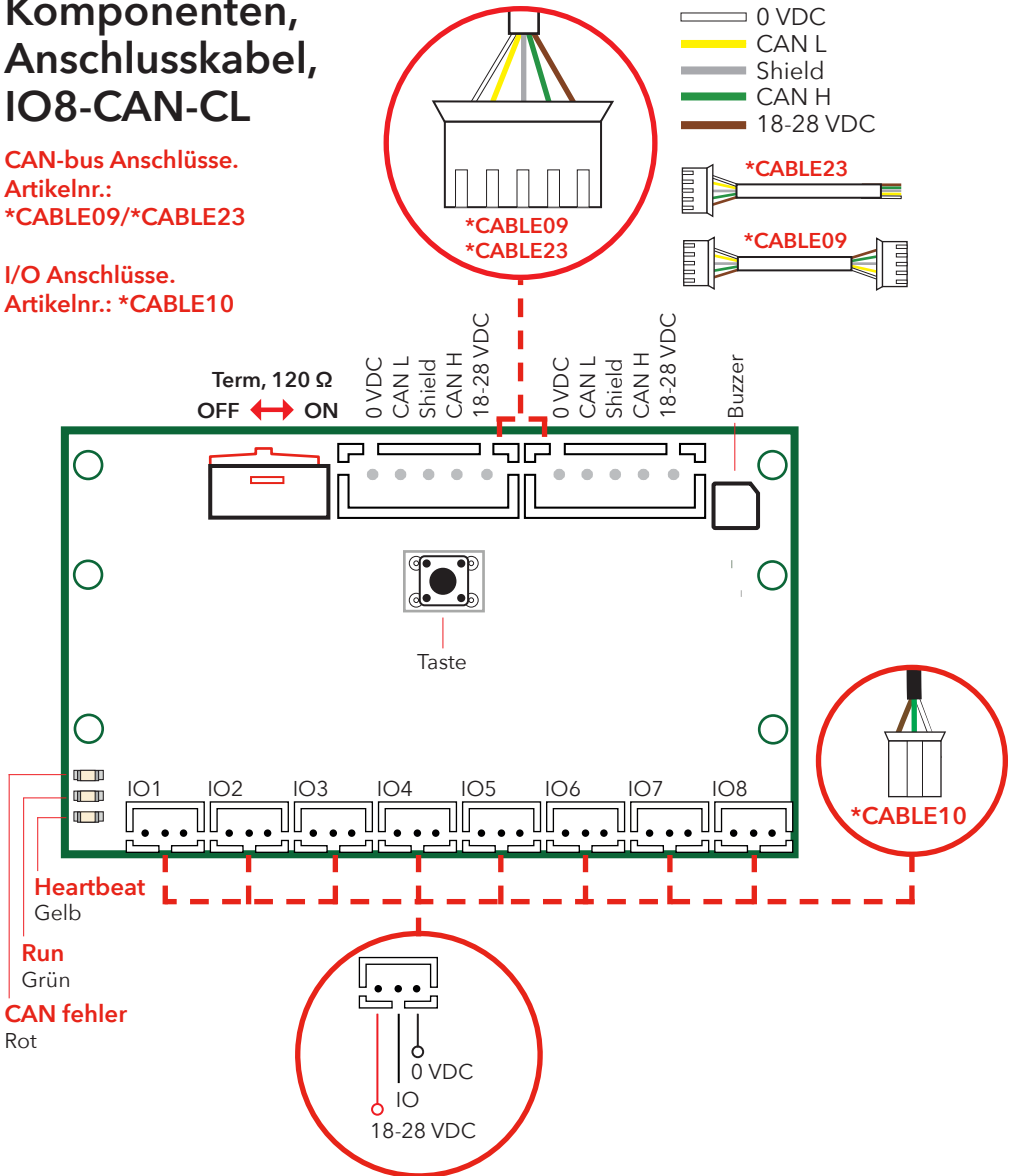 Komponenten,
Anschlusskabel,
IO8-CAN-CL
CAN-bus Anschlüsse.
Artikelnr.:
*CABLE09/*CABLE23
I/O Anschlüsse.
Artikelnr.: *CABLE10
*CABLE09
*CABLE23
0 VDC
CAN L
Shield
CAN H
18-28 VDC
*CABLE23
*CABLE09
Term, 120 Ω
OFF ON
0 VDC
CAN L
Shield
CAN H
18-28 VDC
0 VDC
CAN L
Shield
CAN H
18-28 VDC
Buzzer
Taste
IO1 IO2 IO3 IO4 IO5 IO6 IO7 IO8
*CABLE10
Heartbeat
Gelb
Run
Grün
CAN fehler
Rot
0 VDC
IO
18-28 VDC